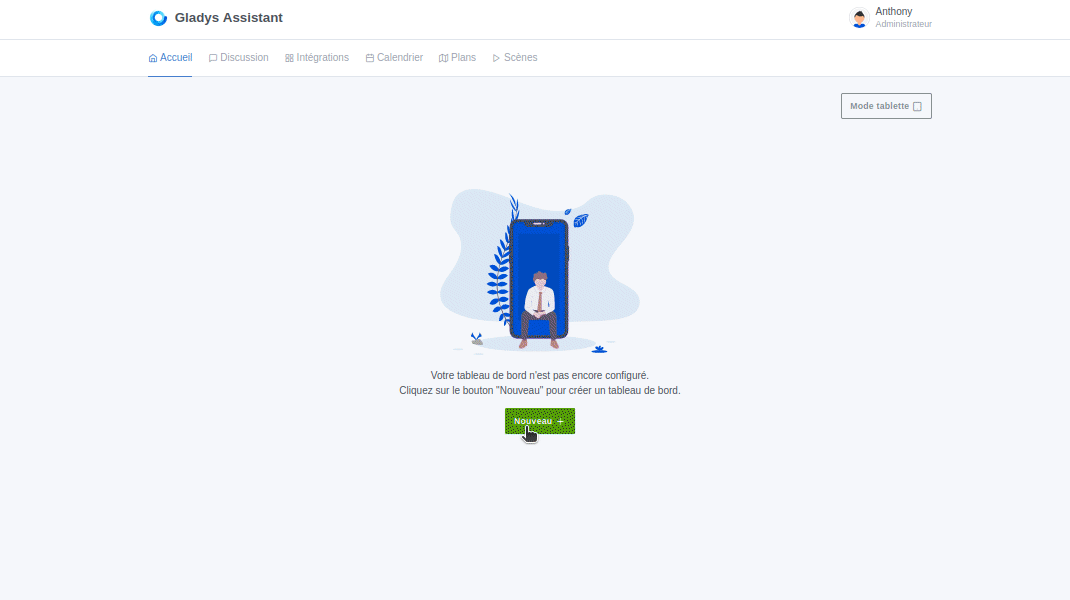 Gladys Assistant
Anthony
Administrateur
Accueil
Discussion
Intégrations
Calendrier
Plans
Scènes
Mode tablette
Votre tableau de bord n'est pas encore configuré.
Cliquez sur le bouton "Nouveau" pour créer un tableau de bord.
Nouveau +